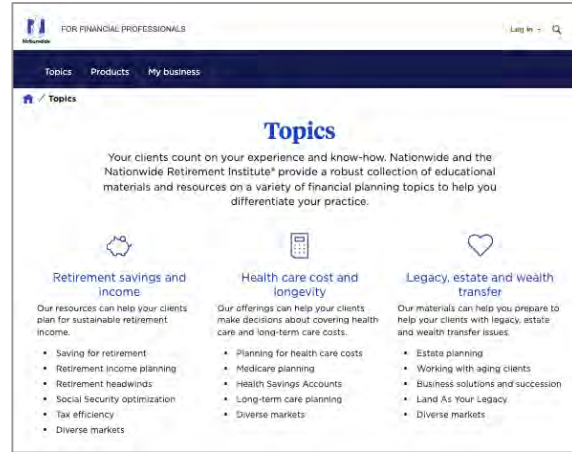 Nationwide
FOR FINANCIAL PROFESSIONALS
Log in
Topics Products My business
/ Topics
Topics
Your clients count on your experience and know-how. Nationwide and the
Nationwide Retirement Institute® provide a robust collection of educational
materials and resources on a variety of financial planning topics to help you
differentiate your practice.
Retirement savings and
income
Our resources can help your clients
plan for sustainable retirement
income.
• Saving for retirement
• Retirement income planning
• Retirement headwinds
• Social Security optimization
• Tax efficiency
• Diverse markets
Health care cost and
longevity
Our offerings can help your clients
make decisions about covering health
care and long-term care costs.
• Planning for health care costs
• Medicare planning
• Health Savings Accounts
• Long-term care planning
• Diverse markets
Legacy, estate and wealth
transfer
Our materials can help you prepare to
help your clients with legacy, estate
and wealth transfer issues.
• Estate planning
• Working with aging clients
• Business solutions and succession
• Land As Your Legacy
• Diverse markets